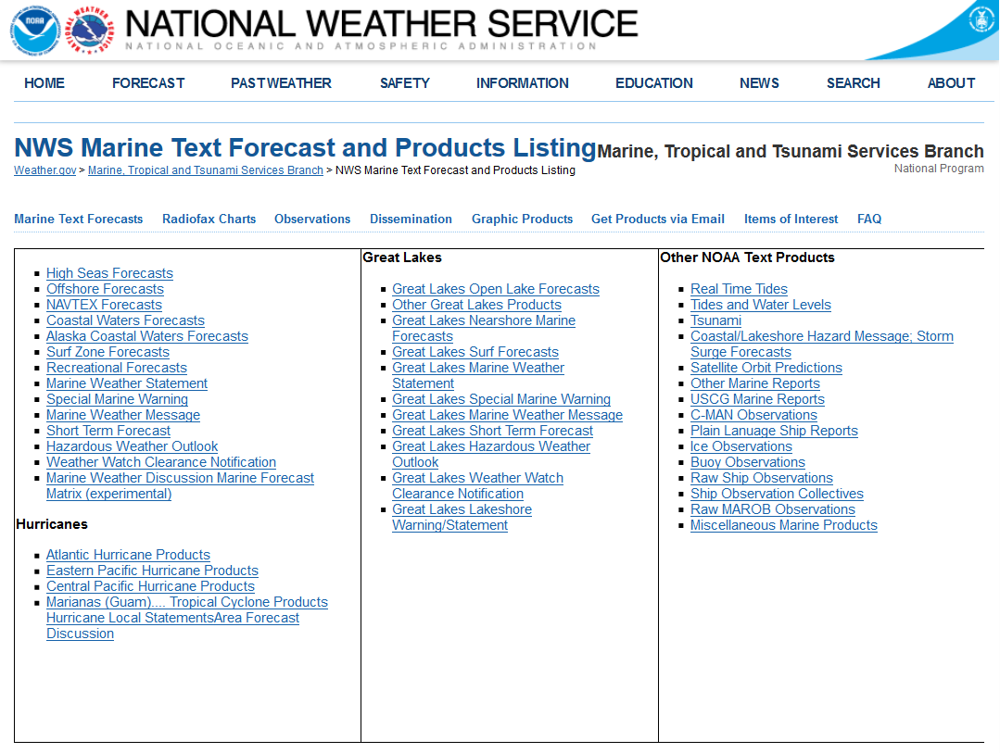 NOAA
NATIONAL WEATHER SERVICE
NATIONAL OCEANIC AND ATMOSPHERIC ADMINISTRATION
HOME FORECAST PAST WEATHER SAFETY INFORMATION EDUCATION NEWS SEARCH ABOUT
NWS Marine Text Forecast and Products Listing
Marine, Tropical and Tsunami Services Branch
Weather.gov > Marine, Tropical and Tsunami Services Branch > NWS Marine Text Forecast and Products Listing
National Program
Marine Text Forecasts Radiofax Charts Observations Dissemination Graphic Products Get Products via Email Items of Interest FAQ
High Seas Forecasts
Offshore Forecasts
NAVTEX Forecasts
Coastal Waters Forecasts
Alaska Coastal Waters Forecasts
Surf Zone Forecasts
Recreational Forecasts
Marine Weather Statement
Special Marine Warning
Marine Weather Message
Short Term Forecast
Hazardous Weather Outlook
Weather Watch Clearance Notification
Marine Weather Discussion Marine Forecast
Matrix (experimental)
Hurricanes
Atlantic Hurricane Products
Eastern Pacific Hurricane Products
Central Pacific Hurricane Products
Marianas (Guam).... Tropical Cyclone Products
Hurricane Local StatementsArea Forecast
Discussion
Great Lakes
Great Lakes Open Lake Forecasts
Other Great Lakes Products
Great Lakes Nearshore Marine
Forecasts
Great Lakes Surf Forecasts
Great Lakes Marine Weather
Statement
Great Lakes Special Marine Warning
Great Lakes Marine Weather Message
Great Lakes Short Term Forecast
Great Lakes Hazardous Weather
Outlook
Great Lakes Weather Watch
Clearance Notification
Great Lakes Lakeshore
Warning/Statement
Other NOAA Text Products
Real Time Tides
Tides and Water Levels
Tsunami
Coastal/Lakeshore Hazard Message; Storm
Surge Forecasts
Satellite Orbit Predictions
Other Marine Reports
USCG Marine Reports
C-MAN Observations
Plain Lanuage Ship Reports
Ice Observations
Buoy Observations
Raw Ship Observations
Ship Observation Collectives
Raw MAROB Observations
Miscellaneous Marine Products